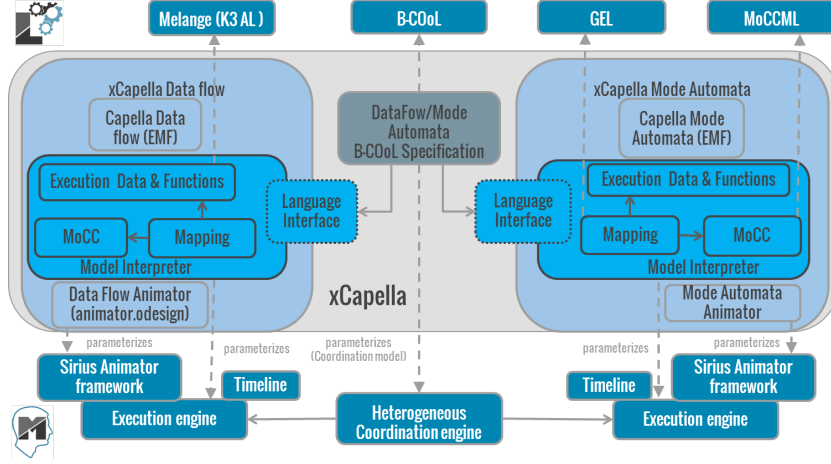 Melange (K3 AL )
B-COoL
GEL
MoCCML
xCapella Data flow
Capella Data
flow (EMF)
Execution Data & Functions
MoCC
Mapping
Model Interpreter
Data Flow Animator
(animator.odesign)
Language
Interface
DataFow/Mode
Automata
B-COoL Specification
Language
Interface
xCapella
xCapella Mode Automata
Capella Mode
Automata (EMF)
Execution Data & Functions
Mapping
MoCC
Model Interpreter
Mode Automata
Animator
parameterizes
parameterizes
parameterizes
(Coordination model)
parameterizes
parameterizes
Sirius Animator
framework
Timeline
Execution engine
Heterogeneous
Coordination engine
Timeline
Sirius Animator
framework
Execution engine